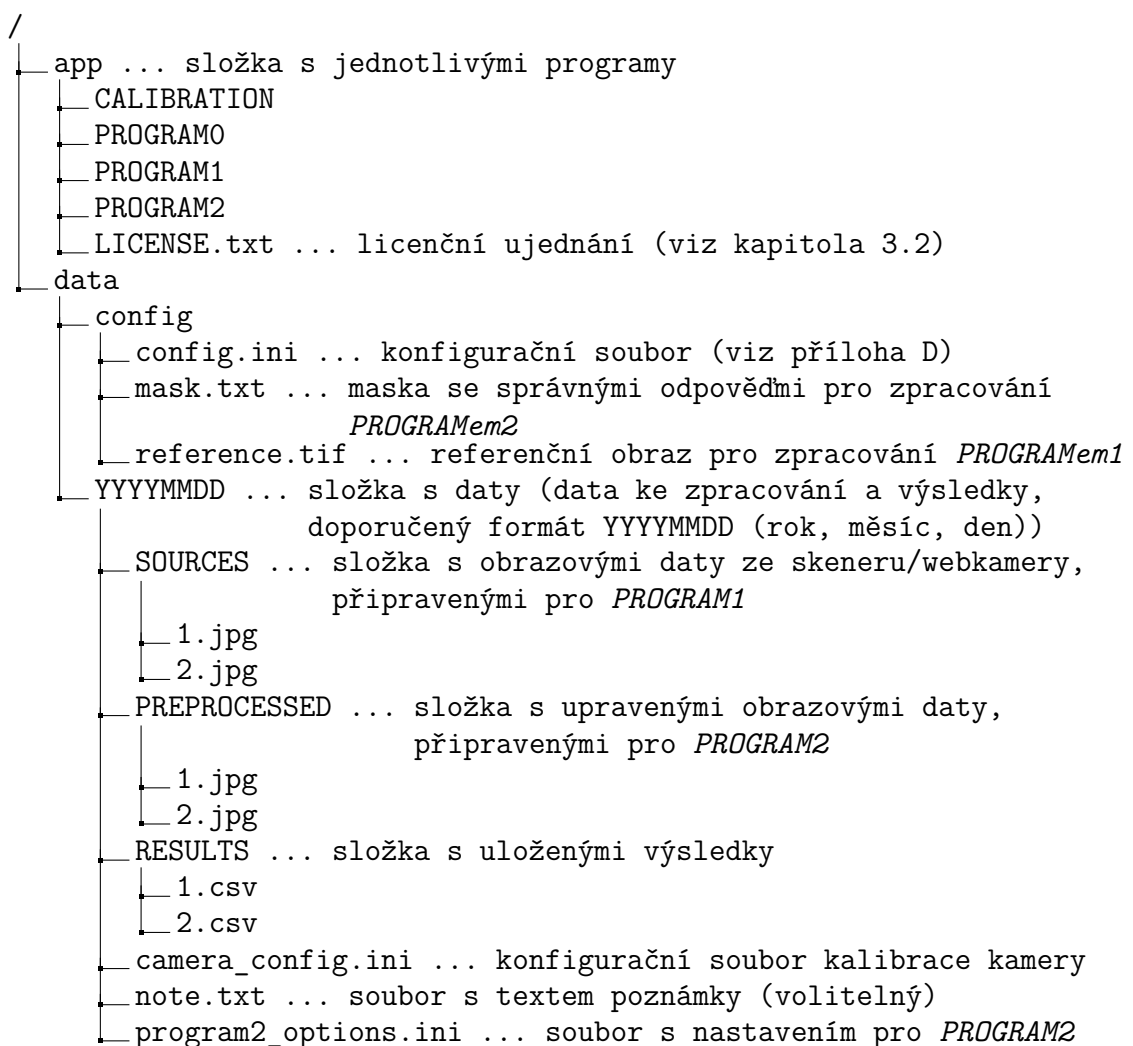 /
app ... složka s jednotlivými programy
CALIBRATION
PROGRAM0
PROGRAM1
PROGRAM2
LICENSE.txt ... licenční ujednání (viz kapitola 3.2)
data
config
config.ini ... konfigurační soubor (viz příloha D)
mask.txt ... maska se správnými odpověďmi pro zpracování
PROGRAMem2
reference.tif ... referenční obraz pro zpracování PROGRAMem1
YYYYMMDD ... složka s daty (data ke zpracování a výsledky,
doporučený formát YYYYMMDD (rok, měsíc, den))
SOURCES ... složka s obrazovými daty ze skeneru/webkamery,
připravenými pro PROGRAM1
1.jpg
2.jpg
PREPROCESSED ... složka s upravenými obrazovými daty,
připravenými pro PROGRAM2
1.jpg
2.jpg
RESULTS ... složka s uloženými výsledky
1.csv
2.csv
camera_config.ini ... konfigurační soubor kalibrace kamery
note.txt ... soubor s textem poznámky (volitelný)
program2_options.ini ... soubor s nastavením pro PROGRAM2